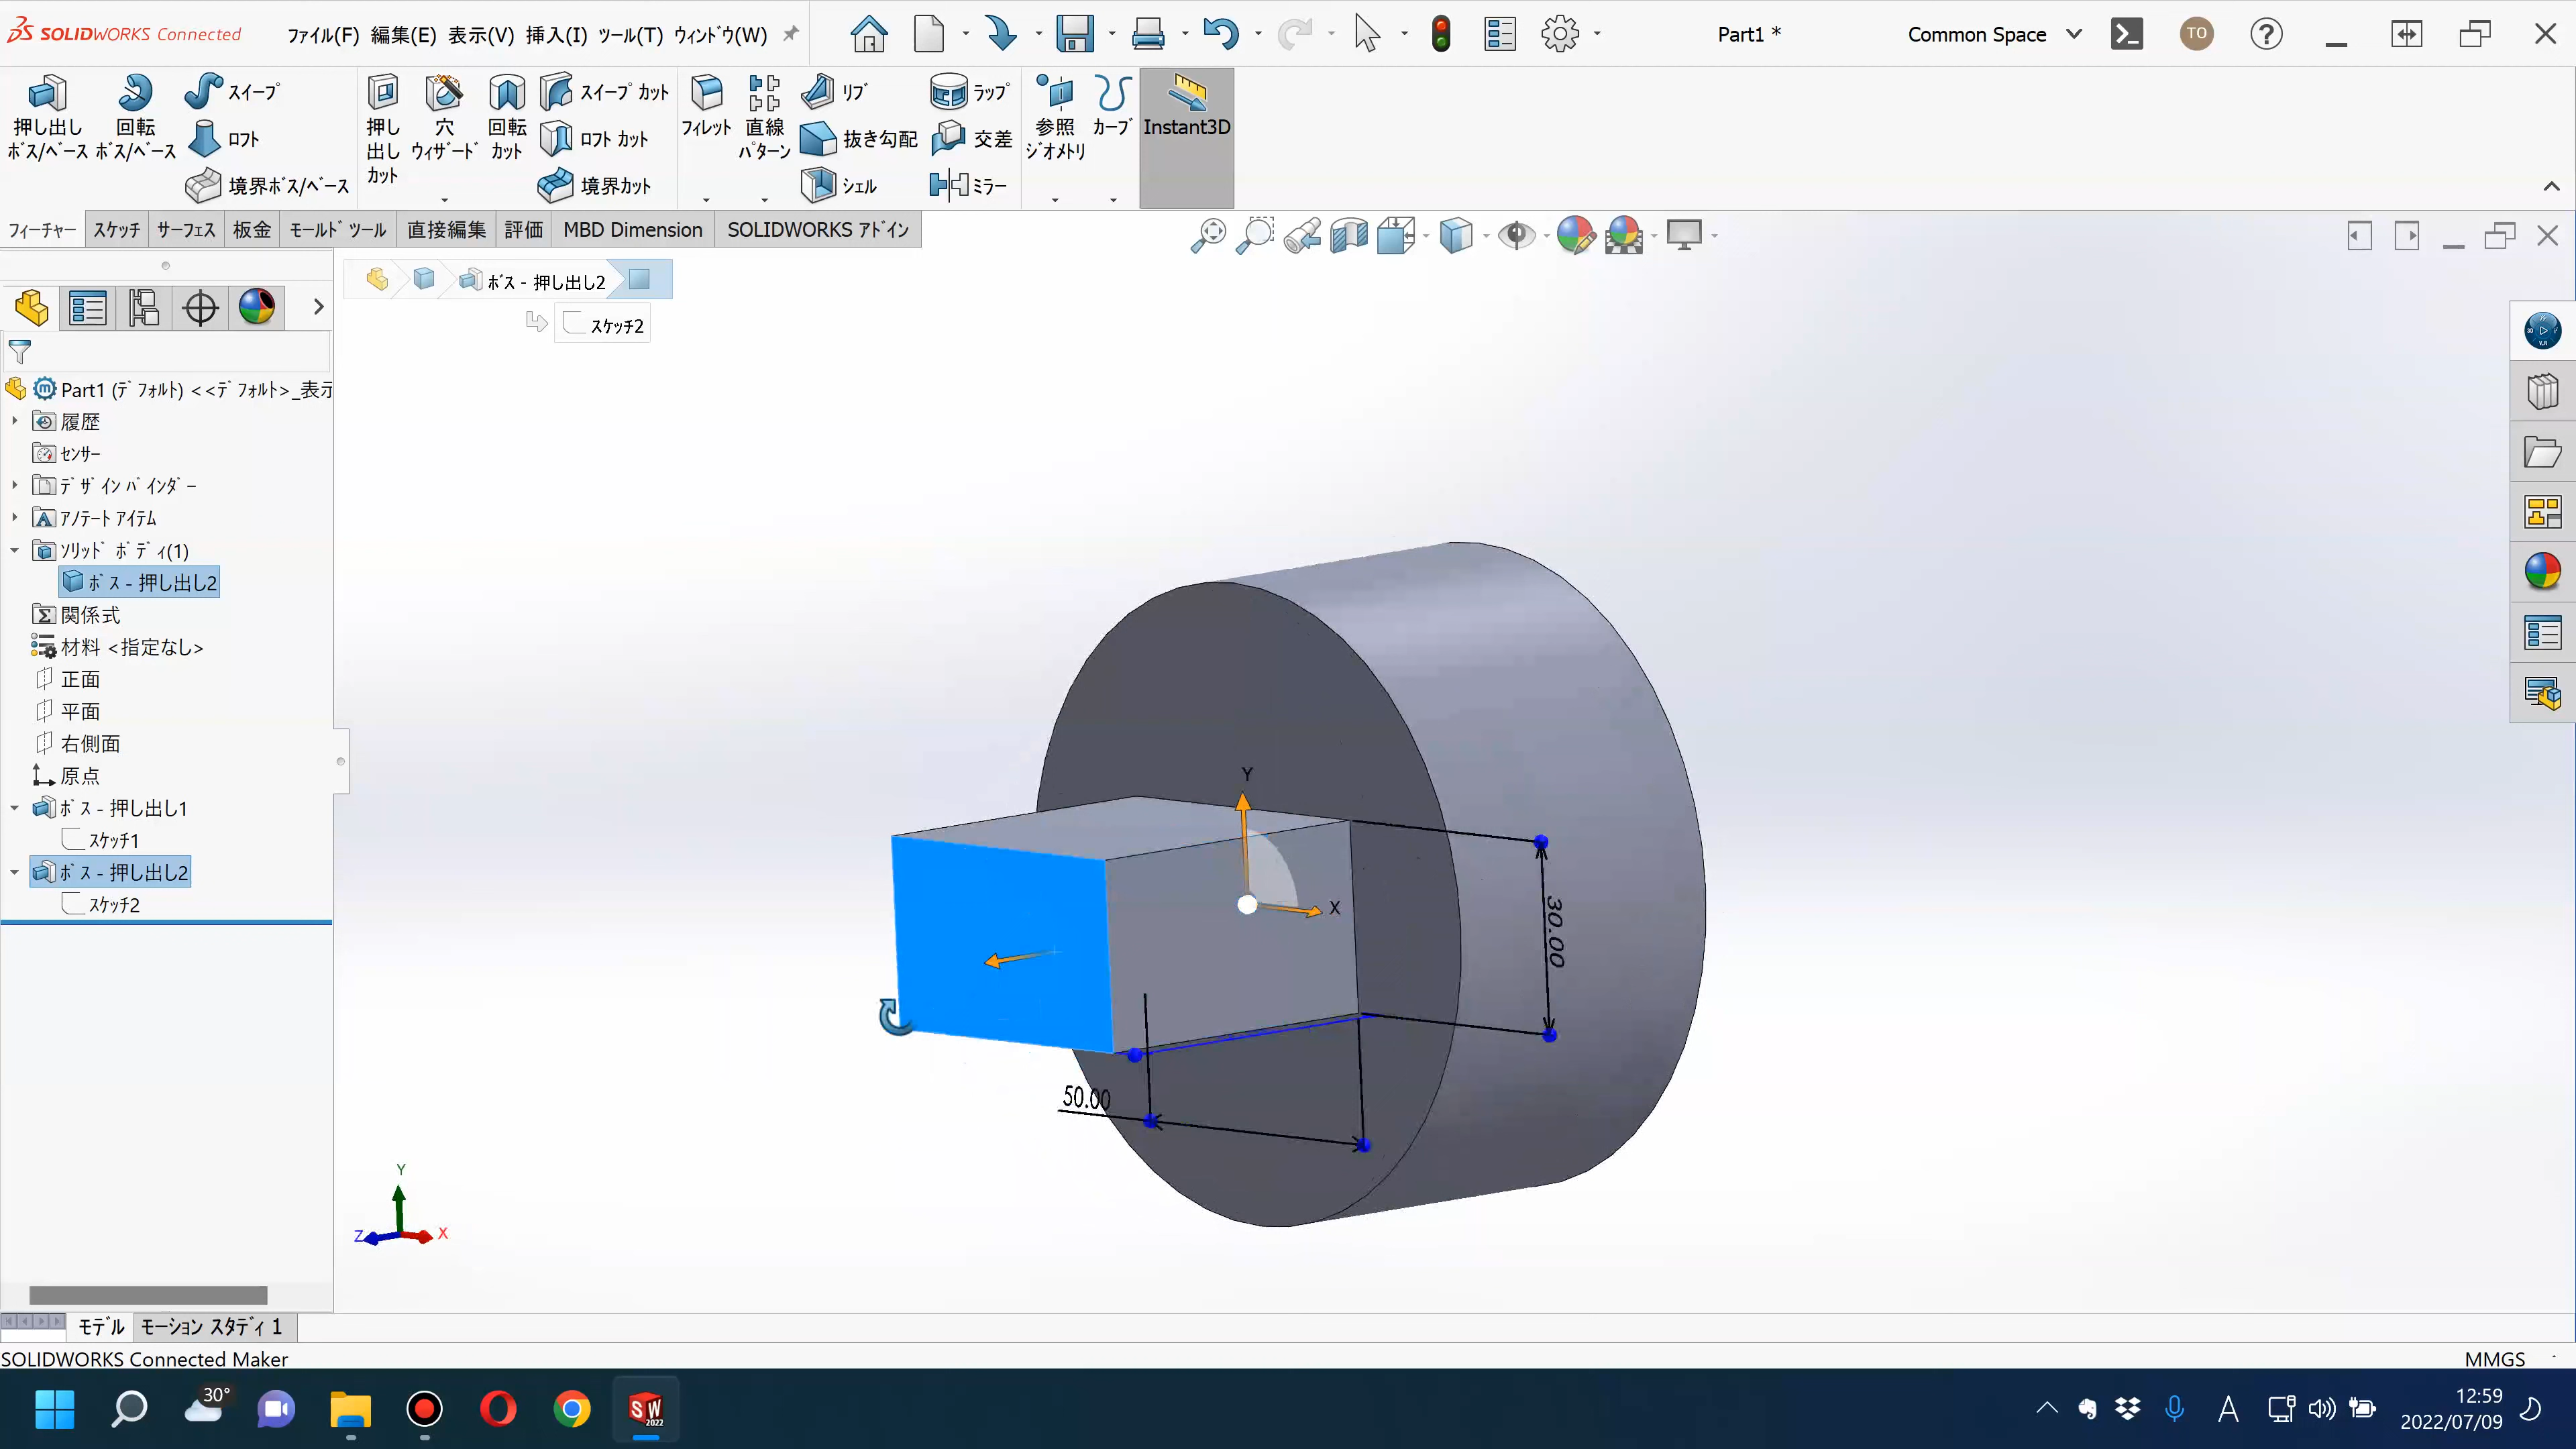 SOLIDWORKS Connected
ファイル(F) 編集(E) 表示(V) 挿入(I) ツール(T) ウィンドウ(W)
Part1 *
Common Space
TO
押し出し
ボス/ベース
回転
ボス/ベース
スイープ
ロフト
境界ボス/ベース
押し
出し
カット
穴
ウィザード
回転
カット
スイープ カット
ロフト カット
境界カット
フィレット
直線
パターン
リブ
抜き勾配
シェル
ラップ
交差
ミラー
参照
ジオメトリ
カーブ
Instant3D
フィーチャー
スケッチ
サーフェス
板金
モールド ツール
直接編集
評価
MBD Dimension
SOLIDWORKS アドイン
ボス - 押し出し2
スケッチ2
Part1 (デフォルト) <<デフォルト>_表示
履歴
センサー
デザイン バインダー
アノテート アイテム
ソリッド ボディ(1)
ボス - 押し出し2
関係式
材料 <指定なし>
正面
平面
右側面
原点
ボス - 押し出し1
スケッチ1
ボス - 押し出し2
スケッチ2
Y
X
30.00
50.00
Y
Z
X
モデル
モーション スタディ 1
SOLIDWORKS Connected Maker
MMGS
30°
SW
2022
A
12:59
2022/07/09